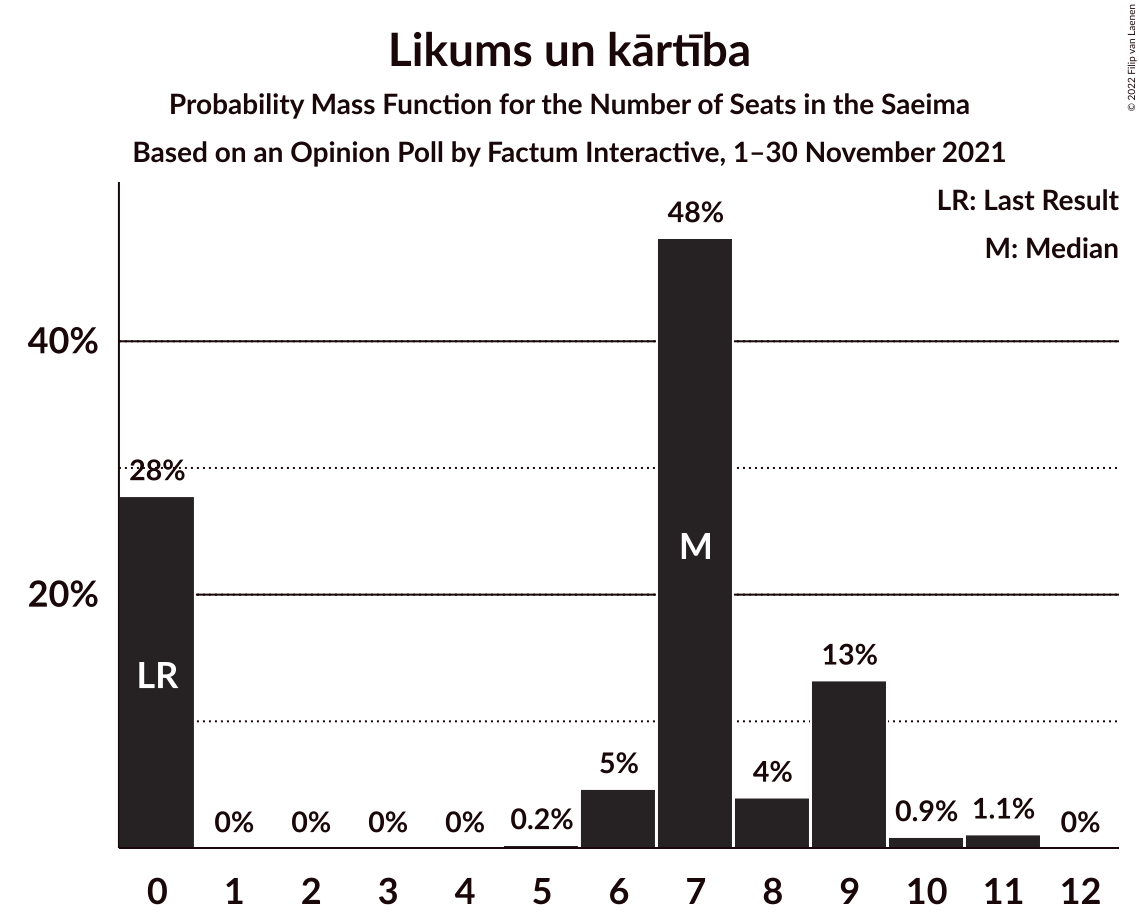 Likums un kārtība
Probability Mass Function for the Number of Seats in the Saeima
Based on an Opinion Poll by Factum Interactive, 1–30 November 2021
© 2022 Filip van Laenen
LR: Last Result
M: Median
48%
40%
28%
M
20%
13%
LR
5%
4%
0% 0% 0% 0% 0.2% 0.9% 1.1% 0%
0 1 2 3 4 5 6 7 8 9 10 11 12